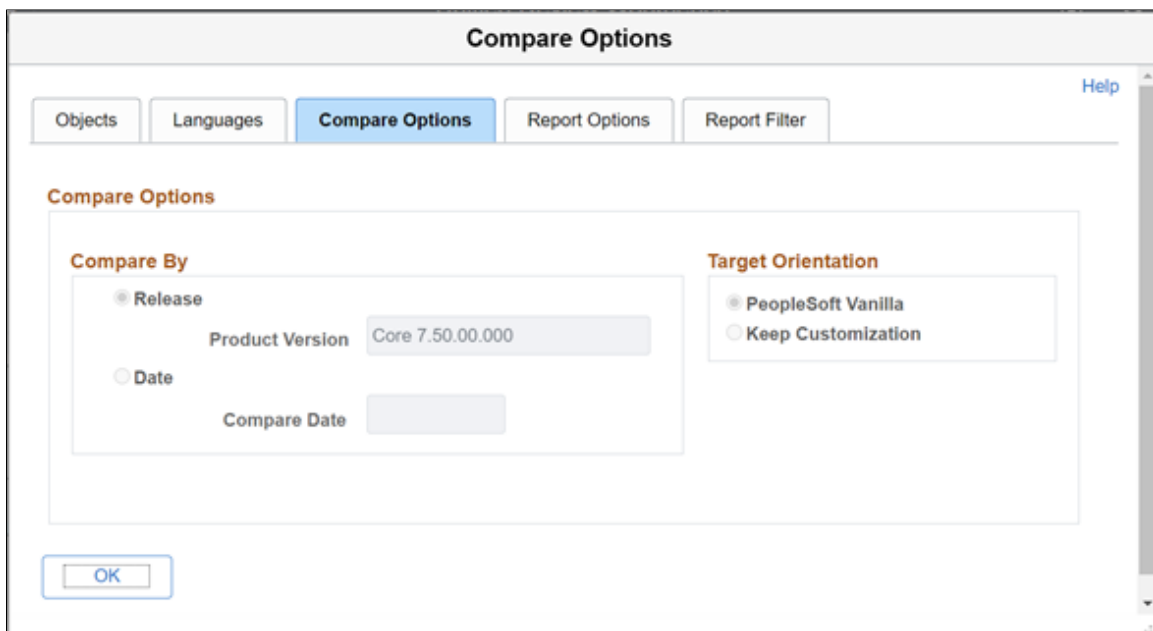 Compare Options
Help
Objects Languages Compare Options Report Options Report Filter
Compare Options
Compare By
Release
Product Version Core 7.50.00.000
Date
Compare Date
Target Orientation
PeopleSoft Vanilla
Keep Customization
OK